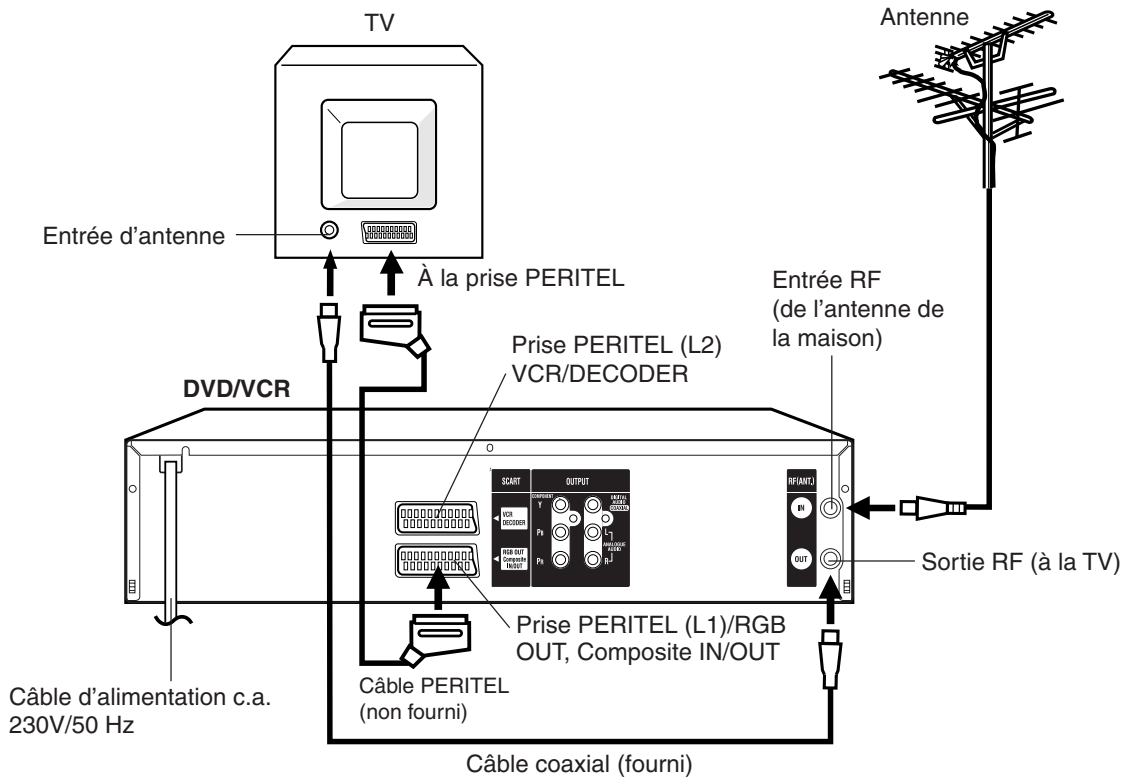 TV
Antenne
Entrée d'antenne
À la prise PERITEL
Entrée RF
(de l'antenne de
la maison)
Prise PERITEL (L2)
VCR/DECODER
DVD/VCR
SCART
OUTPUT
RF(ANT.)
COMPONENT
Y
DIGITAL
AUDIO
COAXIAL
VCR
DECODER
IN
PB
L
ANALOGUE
AUDIO
RGB OUT
Composite
IN/OUT
PR
R
OUT
Sortie RF (à la TV)
Prise PERITEL (L1)/RGB
OUT, Composite IN/OUT
Câble PERITEL
(non fourni)
Câble d'alimentation c.a.
230V/50 Hz
Câble coaxial (fourni)